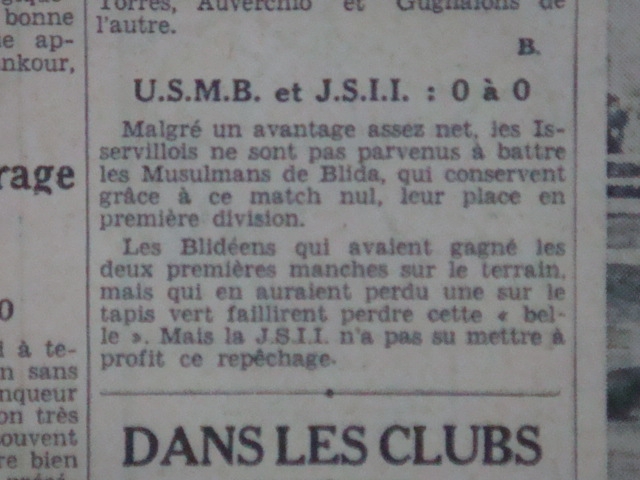 bonne
e ap-
nkour,
rage
0
l à te-
n sans
nqueur
on très
souvent
re bien
Torrès, Auverchio et Gugnalons de
l'autre.
B.
U.S.M.B. et J.S.I.I. : 0 à 0
Malgré un avantage assez net, les Is-
servillois ne sont pas parvenus à battre
les Musulmans de Blida, qui conservent
grâce à ce match nul, leur place en
première division.
Les Blidéens qui avaient gagné les
deux premières manches sur le terrain,
mais qui en auraient perdu une sur le
tapis vert faillirent perdre cette « bel-
le ». Mais la J.S.I.I. n'a pas su mettre à
profit ce repêchage.
DANS LES CLUBS